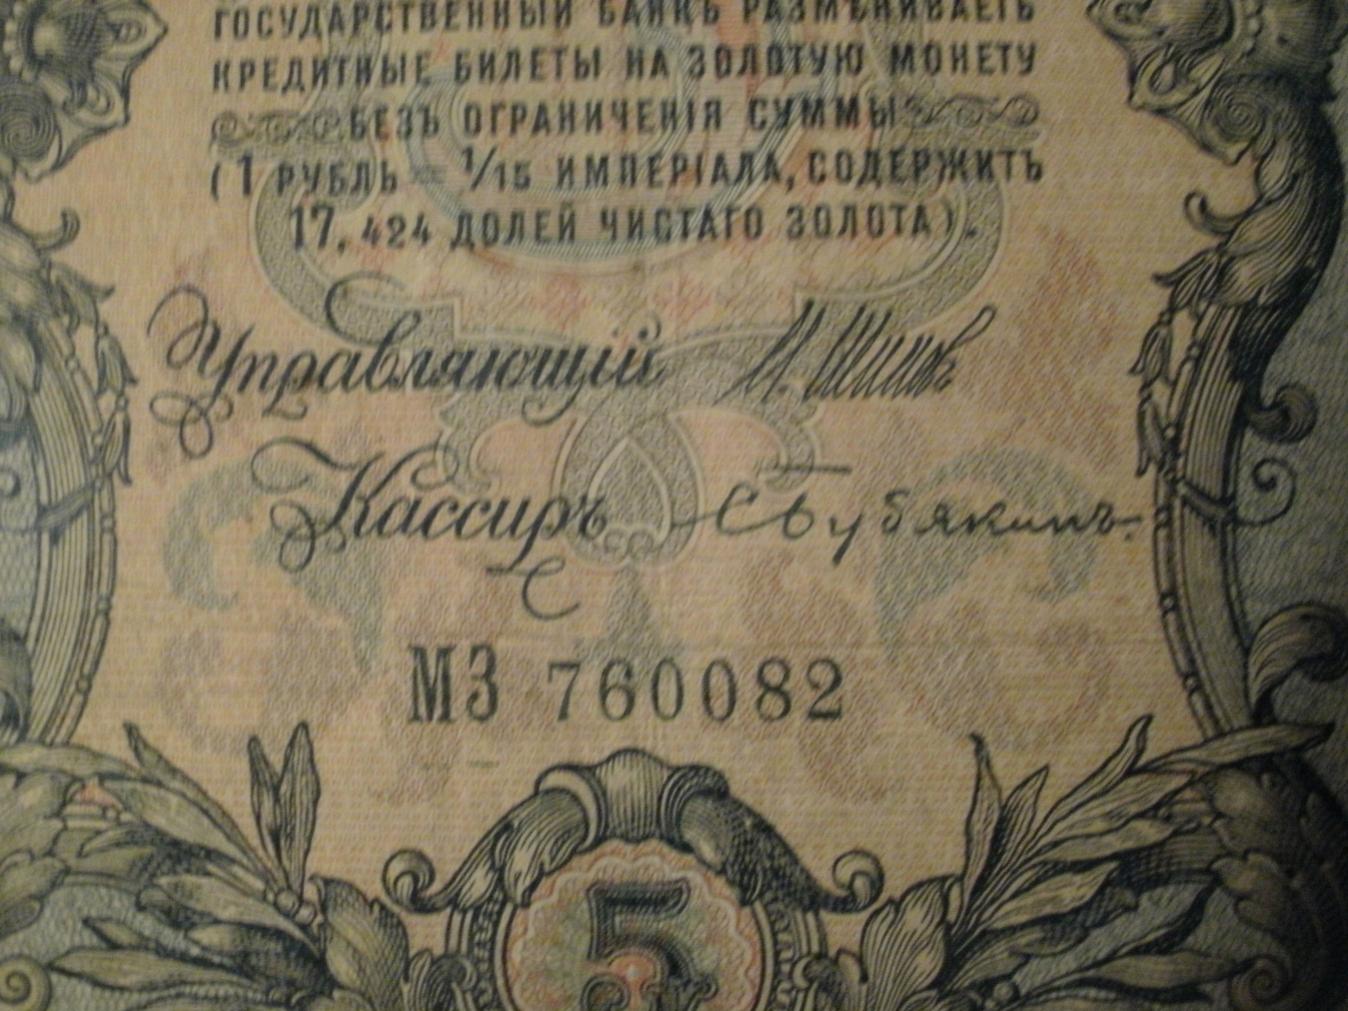 ГОСУДАРСТВЕННЫЙ БАНКЪ РАЗМѢНИВАЕТЪ
КРЕДИТНЫЕ БИЛЕТЫ НА ЗОЛОТУЮ МОНЕТУ
БЕЗЪ ОГРАНИЧЕНІЯ СУММЫ
(1 РУБЛЬ = 1/15 ИМПЕРІАЛА, СОДЕРЖИТЪ
17,424 ДОЛЕЙ ЧИСТАГО ЗОЛОТА).
Управляющій И. Шиповъ
Кассиръ С Бубякинъ
МЗ 760082
5